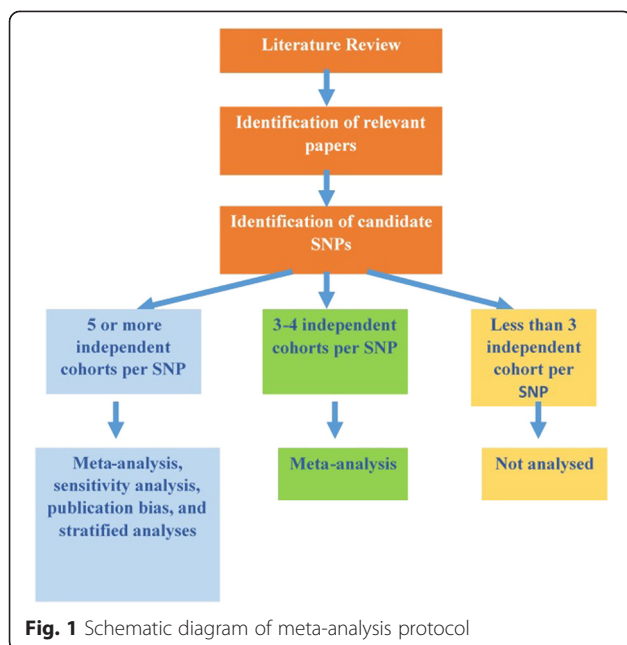 Literature Review
Identification of relevant
papers
Identification of candidate
SNPs
5 or more
independent
cohorts per SNP
3-4 independent
cohorts per SNP
Less than 3
independent
cohort per
SNP
Meta-analysis,
sensitivity analysis,
publication bias, and
stratified analyses
Meta-analysis
Not analysed
Fig. 1 Schematic diagram of meta-analysis protocol